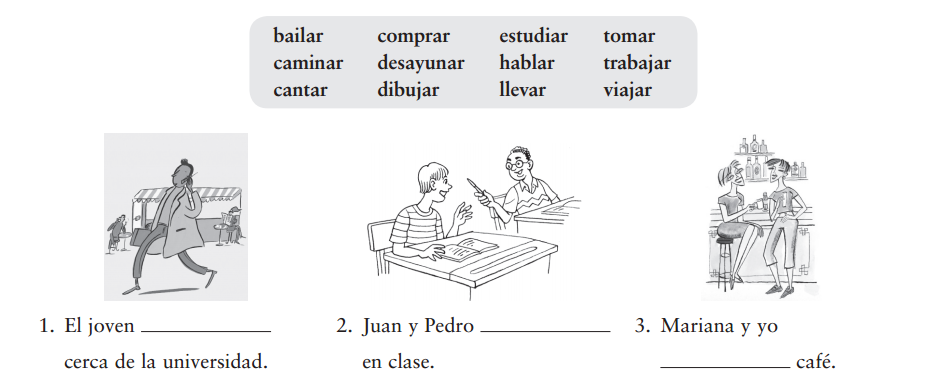 bailar comprar estudiar tomar
caminar desayunar hablar trabajar
cantar dibujar llevar viajar
1. El joven ____________
cerca de la universidad.
2. Juan y Pedro ____________
en clase.
3. Mariana y yo
____________ café.